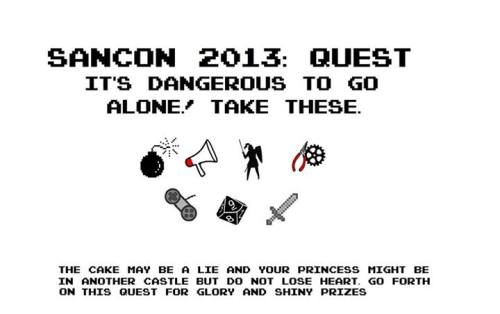 SANCON 2013: QUEST
IT'S DANGEROUS TO GO
ALONE! TAKE THESE.
THE CAKE MAY BE A LIE AND YOUR PRINCESS MIGHT BE
IN ANOTHER CASTLE BUT DO NOT LOSE HEART. GO FORTH
ON THIS QUEST FOR GLORY AND SHINY PRIZES